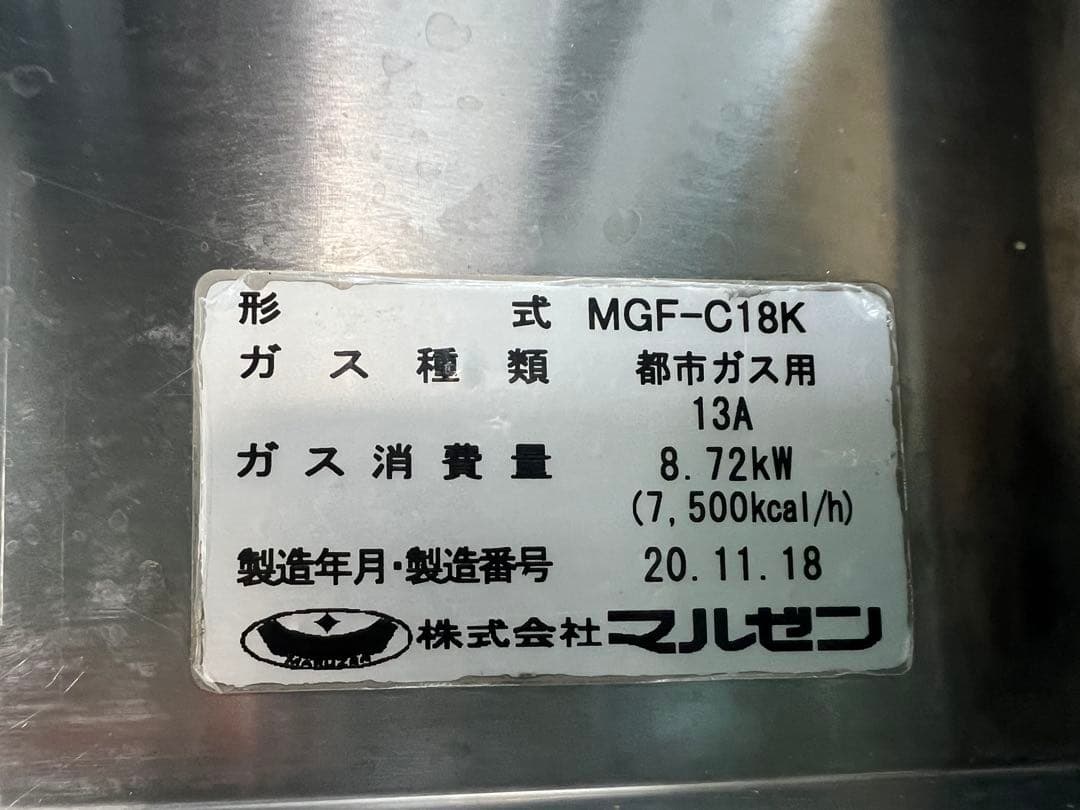 形式 MGF-C18K
ガス種類 都市ガス用
13A
ガス消費量 8.72kW
(7,500kcal/h)
製造年月・製造番号 20.11.18
MARUZEN 株式会社マルゼン